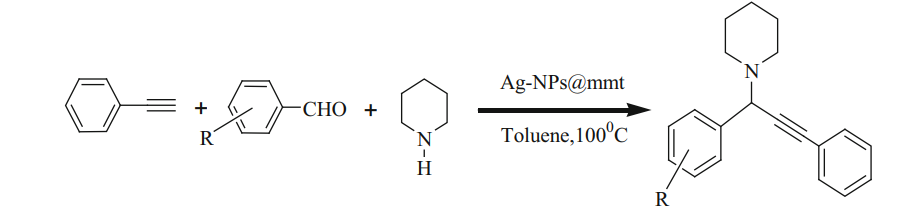 R
CHO
+
+
N
H
Ag-NPs@mmt
Toluene,100⁰C
N
R